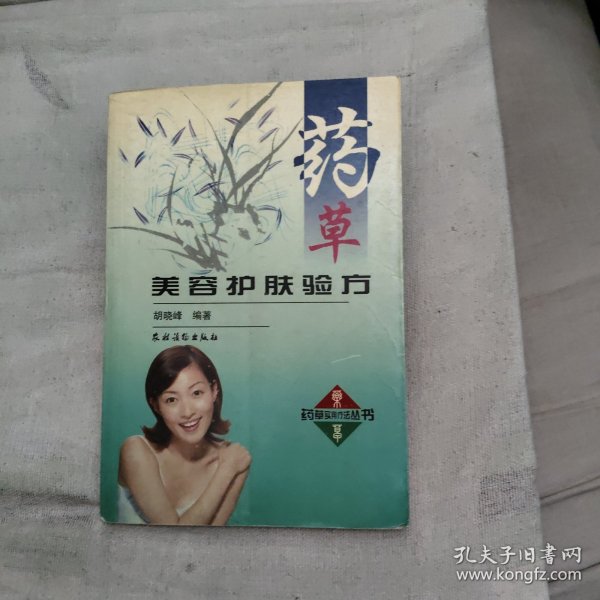 药
草
美容护肤验方
胡晓峰 编著
农村读物出版社
藥
药草实用疗法丛书
草
孔夫子旧书网
www.kongfz.com